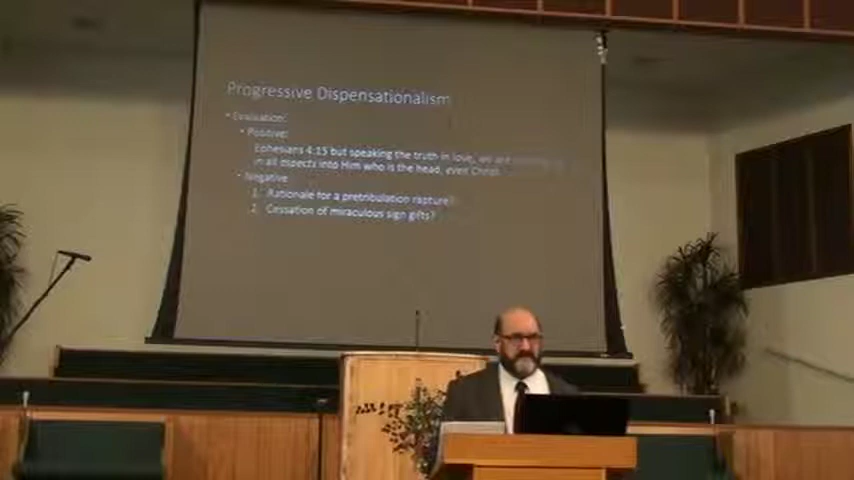 Progressive Dispensationalism
• Evaluation:
• Positive:
Ephesians 4:15 but speaking the truth in love, we are
in all aspects into Him who is the head, even Christ.
• Negative
1. Rationale for a pretribulation rapture?
2. Cessation of miraculous sign gifts?